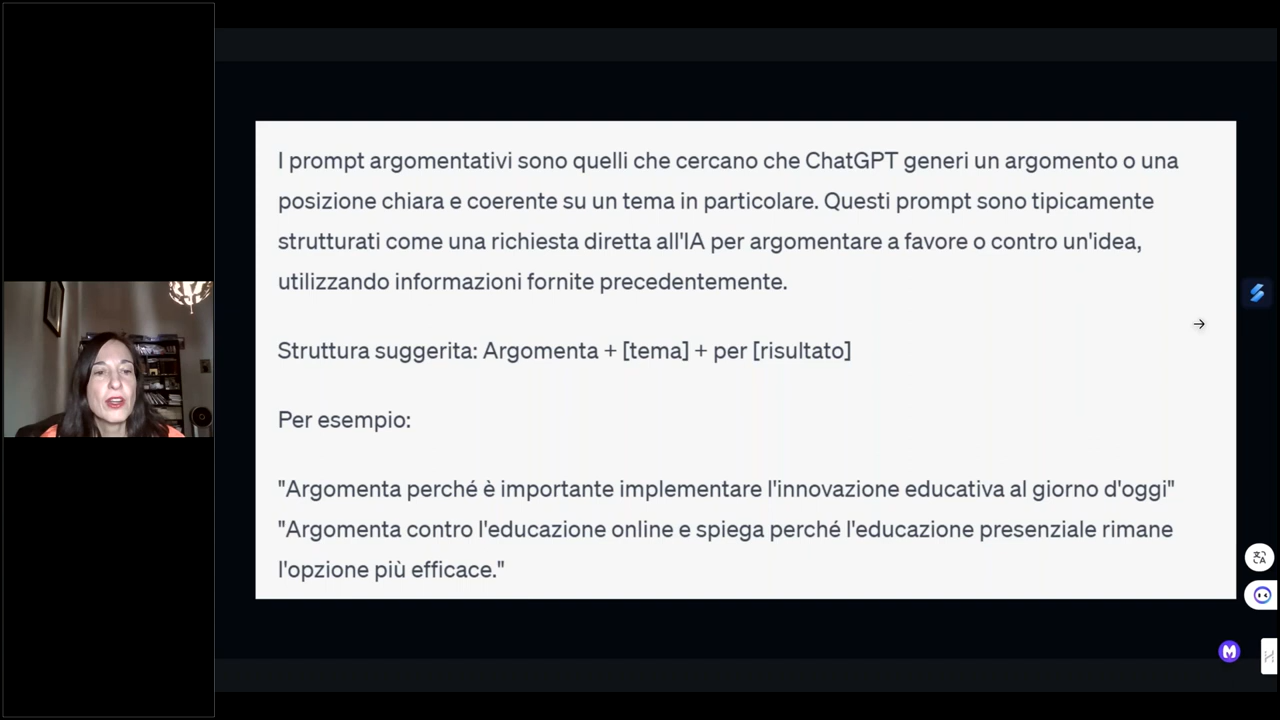 I prompt argomentativi sono quelli che cercano che ChatGPT generi un argomento o una
posizione chiara e coerente su un tema in particolare. Questi prompt sono tipicamente
strutturati come una richiesta diretta all'IA per argomentare a favore o contro un'idea,
utilizzando informazioni fornite precedentemente.
Struttura suggerita: Argomenta + [tema] + per [risultato]
Per esempio:
"Argomenta perché è importante implementare l'innovazione educativa al giorno d'oggi"
"Argomenta contro l'educazione online e spiega perché l'educazione presenziale rimane
l'opzione più efficace."